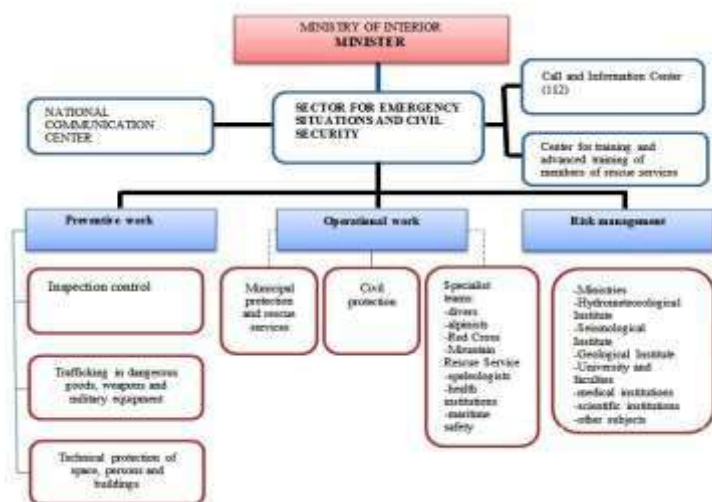 MINISTRY OF INTERIOR
MINISTER
Call and Information Center
(112)
NATIONAL
COMMUNICATION
CENTER
SECTOR FOR EMERGENCY
SITUATIONS AND CIVIL
SECURITY
Center for training and
advanced training of
members of rescue services
Preventive work
Operational work
Risk management
Inspection control
Trafficking in dangerous
goods, weapons and
military equipment
Technical protection of
space, persons and
buildings
Municipal
protection
and rescue
services
Civil
protection
Specialist
teams:
-divers
-alpinists
-Red Cross
-Mountain
Rescue Service
-speleologists
-health
institutions
-maritime
safety
-Ministries
-Hydrometeorological
Institute
-Seismological
Institute
-Geological Institute
-University and
faculties
-medical institutions
-scientific institutions
-other subjects